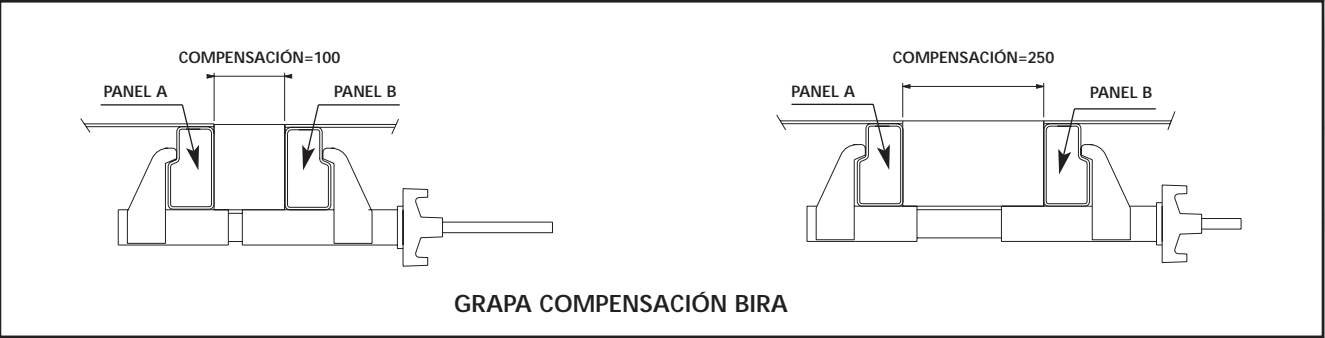 COMPENSACIÓN=100
PANEL A
PANEL B
COMPENSACIÓN=250
PANEL A
PANEL B
GRAPA COMPENSACIÓN BIRA